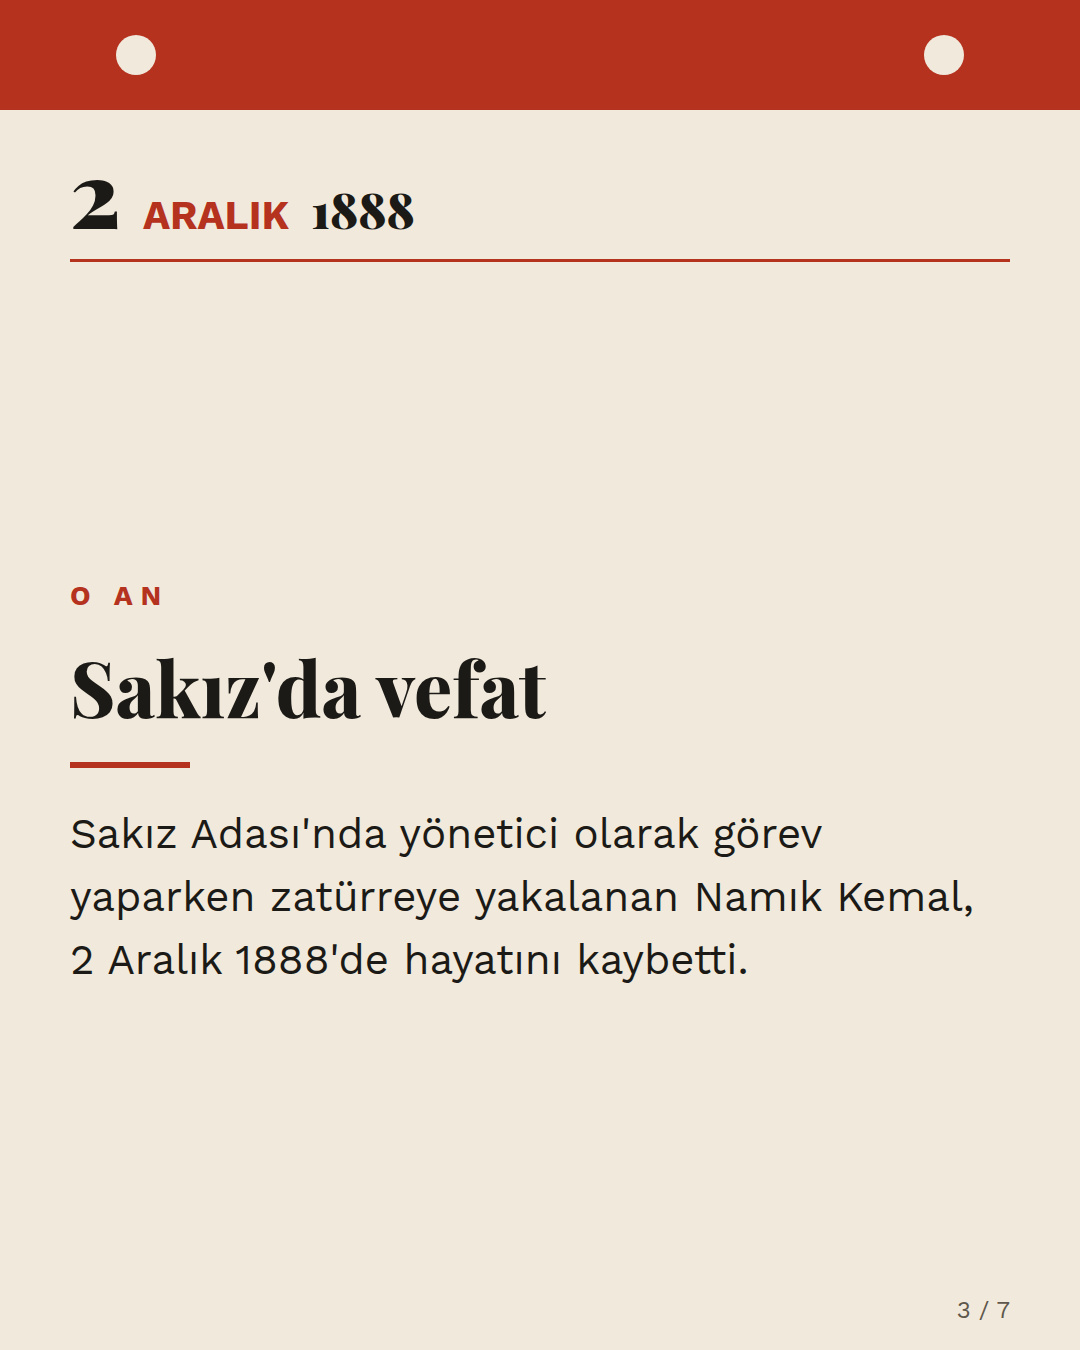 2 ARALIK 1888
O AN
Sakız'da vefat
Sakız Adası'nda yönetici olarak görev
yaparken zatürreye yakalanan Namık Kemal,
2 Aralık 1888'de hayatını kaybetti.
3 / 7